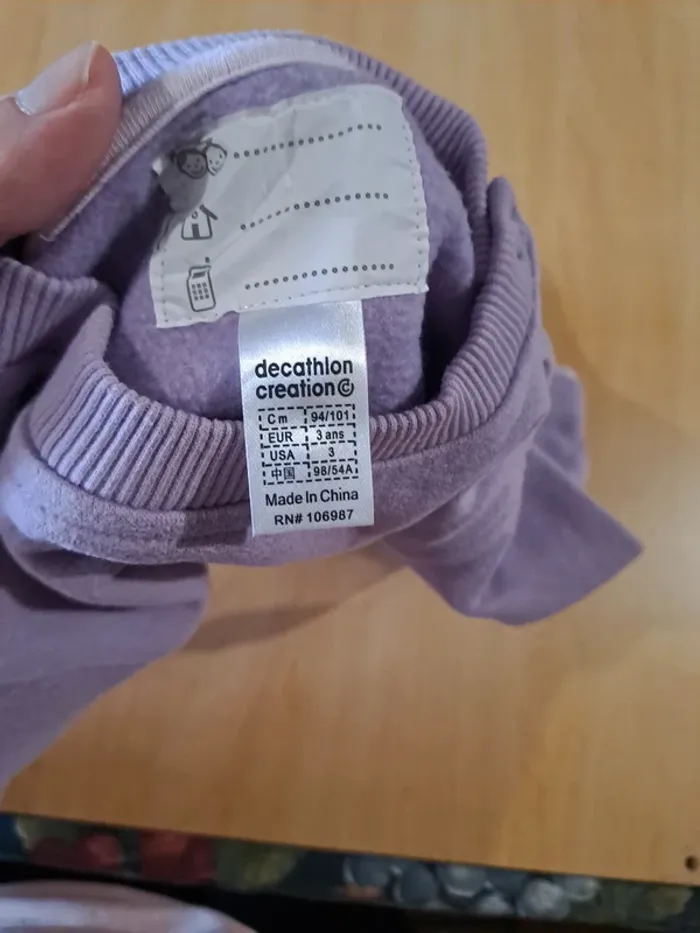 decathlon
creation
Cm 94/101
EUR 3 ans
USA 3
中国 98/54A
Made In China
RN# 106987